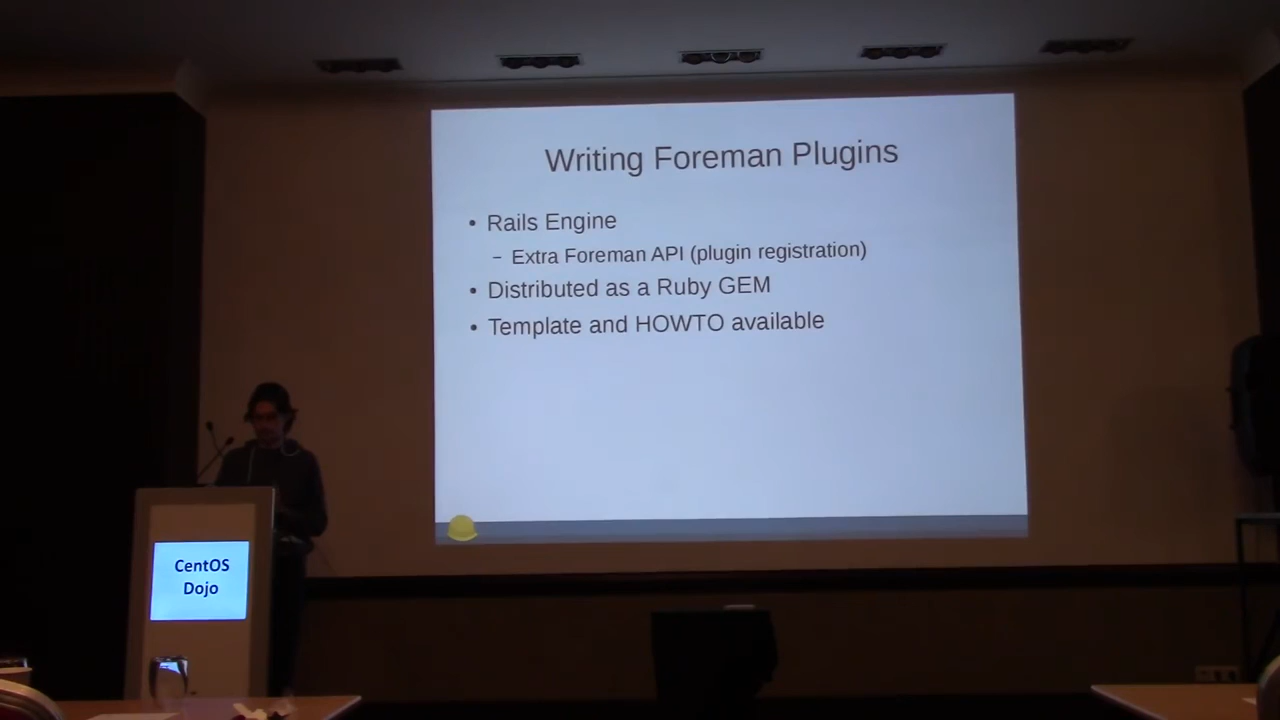 Writing Foreman Plugins
• Rails Engine
– Extra Foreman API (plugin registration)
• Distributed as a Ruby GEM
• Template and HOWTO available
CentOS
Dojo